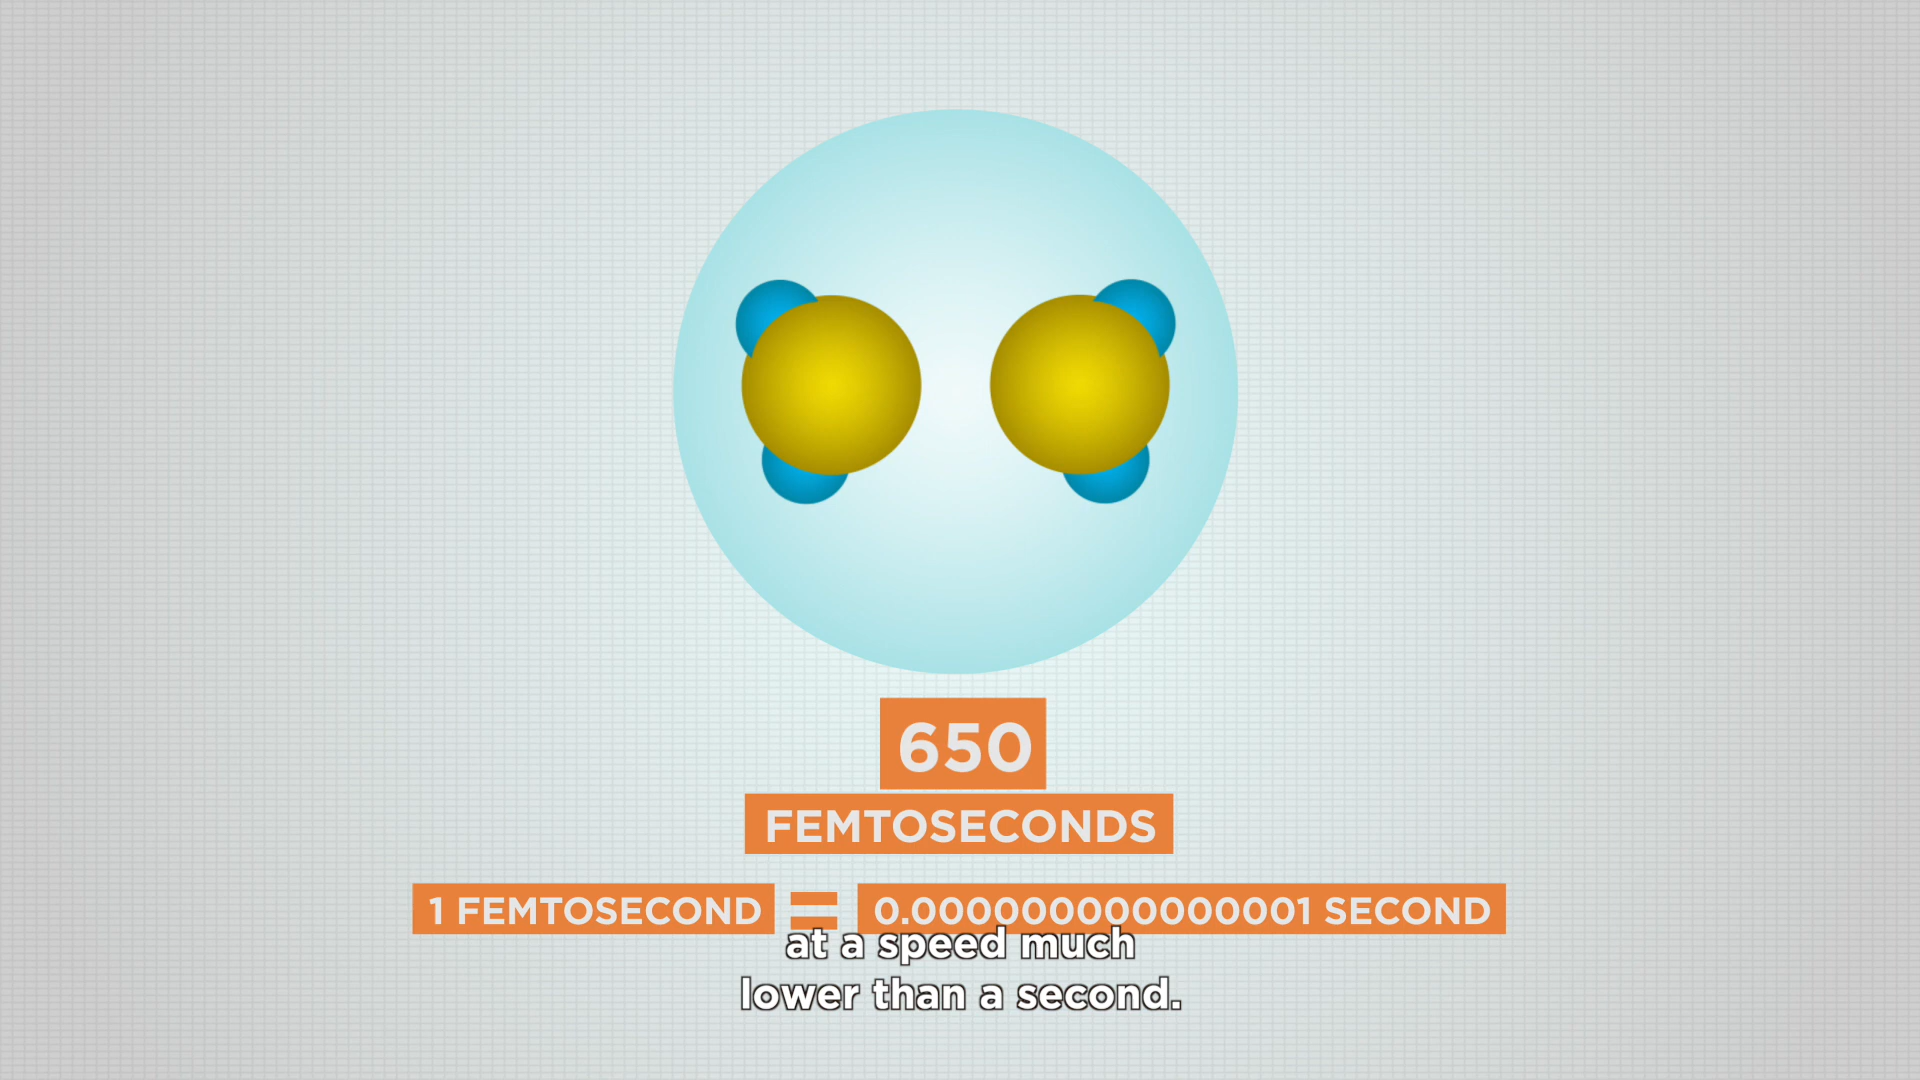 650
FEMTOSECONDS
1 FEMTOSECOND = 0.000000000000001 SECOND
at a speed much
lower than a second.